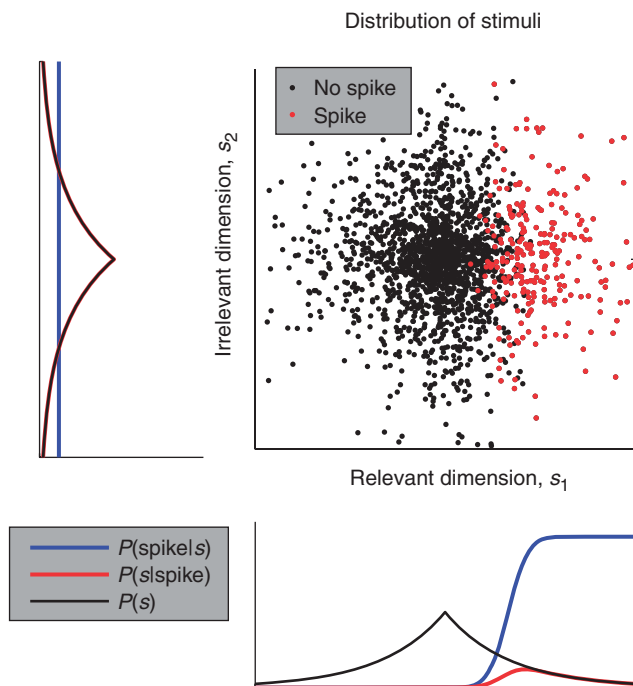 Distribution of stimuli
No spike
Spike
Irrelevant dimension, s₂
Relevant dimension, s₁
P(spike|s)
P(s|spike)
P(s)